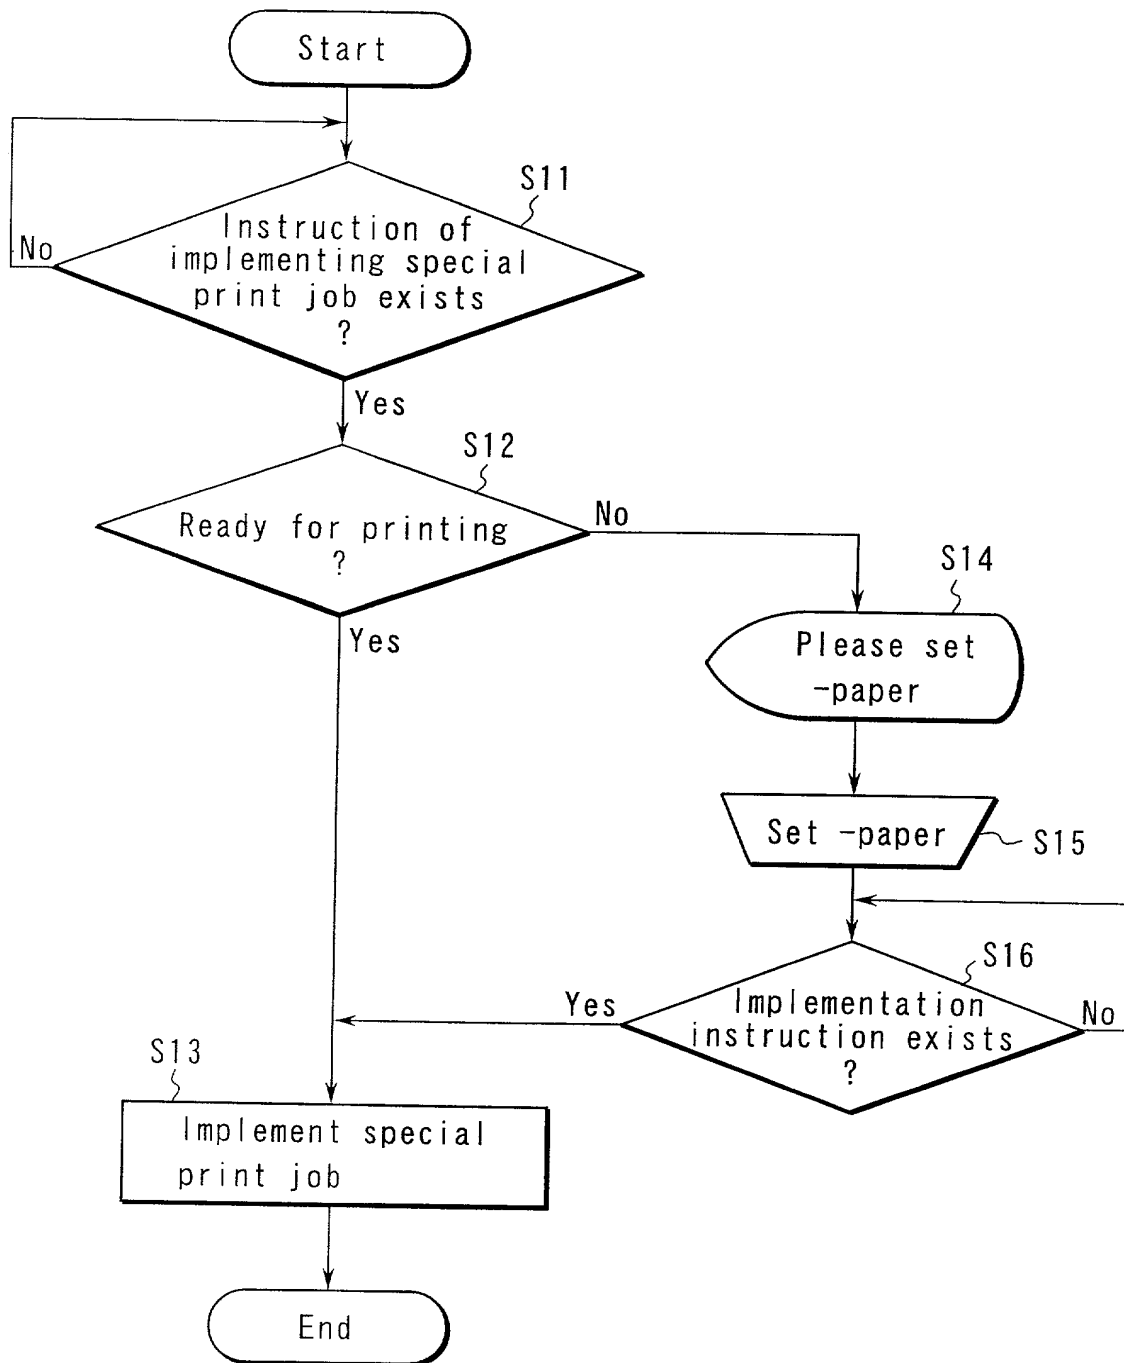 Start
S11
No
Instruction of
implementing special
print job exists
?
Yes
S12
No
Ready for printing
?
Yes
S14
Please set
-paper
Set -paper
S15
S16
Yes
Implementation
instruction exists
?
No
S13
Implement special
print job
End